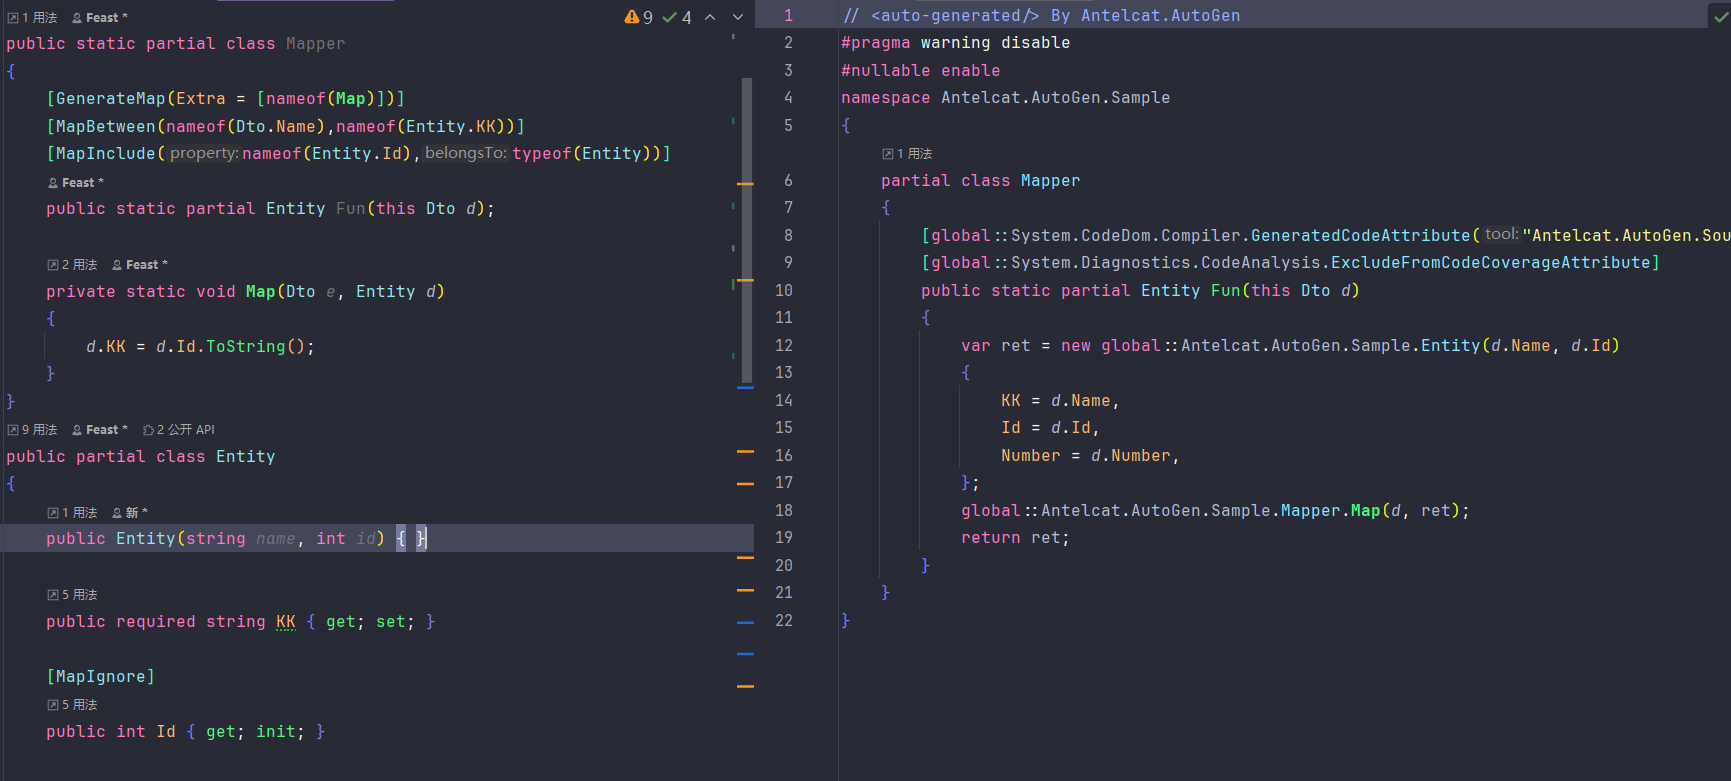 1 用法 Feast *
9 4
public static partial class Mapper
{
[GenerateMap(Extra = [nameof(Map)])]
[MapBetween(nameof(Dto.Name),nameof(Entity.KK))]
[MapInclude(property:nameof(Entity.Id),belongsTo:typeof(Entity))]
Feast *
public static partial Entity Fun(this Dto d);
2 用法 Feast *
private static void Map(Dto e, Entity d)
{
d.KK = d.Id.ToString();
}
}
9 用法 Feast * 2 公开 API
public partial class Entity
{
1 用法 新 *
public Entity(string name, int id) { }
5 用法
public required string KK { get; set; }
[MapIgnore]
5 用法
public int Id { get; init; }
1 // <auto-generated/> By Antelcat.AutoGen
2 #pragma warning disable
3 #nullable enable
4 namespace Antelcat.AutoGen.Sample
5 {
1 用法
6 partial class Mapper
7 {
8 [global::System.CodeDom.Compiler.GeneratedCodeAttribute(tool:"Antelcat.AutoGen.Sou
9 [global::System.Diagnostics.CodeAnalysis.ExcludeFromCodeCoverageAttribute]
10 public static partial Entity Fun(this Dto d)
11 {
12 var ret = new global::Antelcat.AutoGen.Sample.Entity(d.Name, d.Id)
13 {
14 KK = d.Name,
15 Id = d.Id,
16 Number = d.Number,
17 };
18 global::Antelcat.AutoGen.Sample.Mapper.Map(d, ret);
19 return ret;
20 }
21 }
22 }